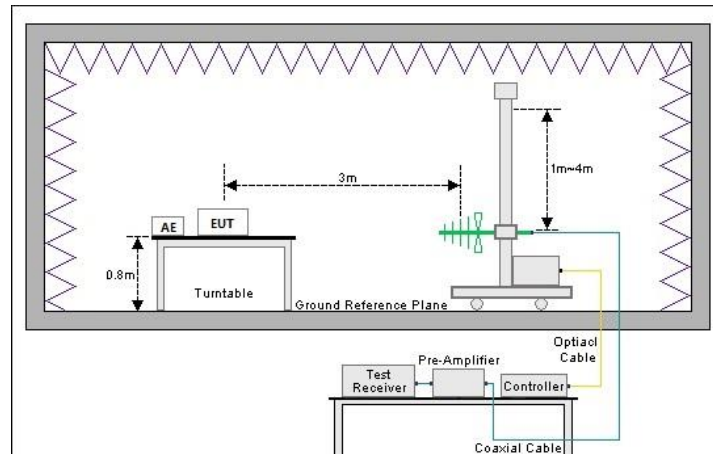 3m
1m~4m
AE
EUT
0.8m
Turntable
Ground Reference Plane
Optiacl
Cable
Pre-Amplifier
Test
Receiver
Controller
Coaxial Cable